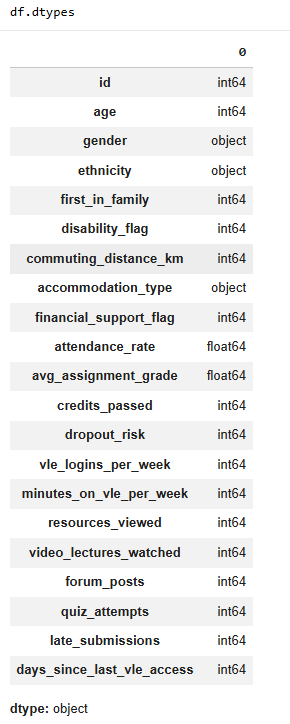 df.dtypes
0
id int64
age int64
gender object
ethnicity object
first_in_family int64
disability_flag int64
commuting_distance_km int64
accommodation_type object
financial_support_flag int64
attendance_rate float64
avg_assignment_grade float64
credits_passed int64
dropout_risk int64
vle_logins_per_week int64
minutes_on_vle_per_week int64
resources_viewed int64
video_lectures_watched int64
forum_posts int64
quiz_attempts int64
late_submissions int64
days_since_last_vle_access int64
dtype: object